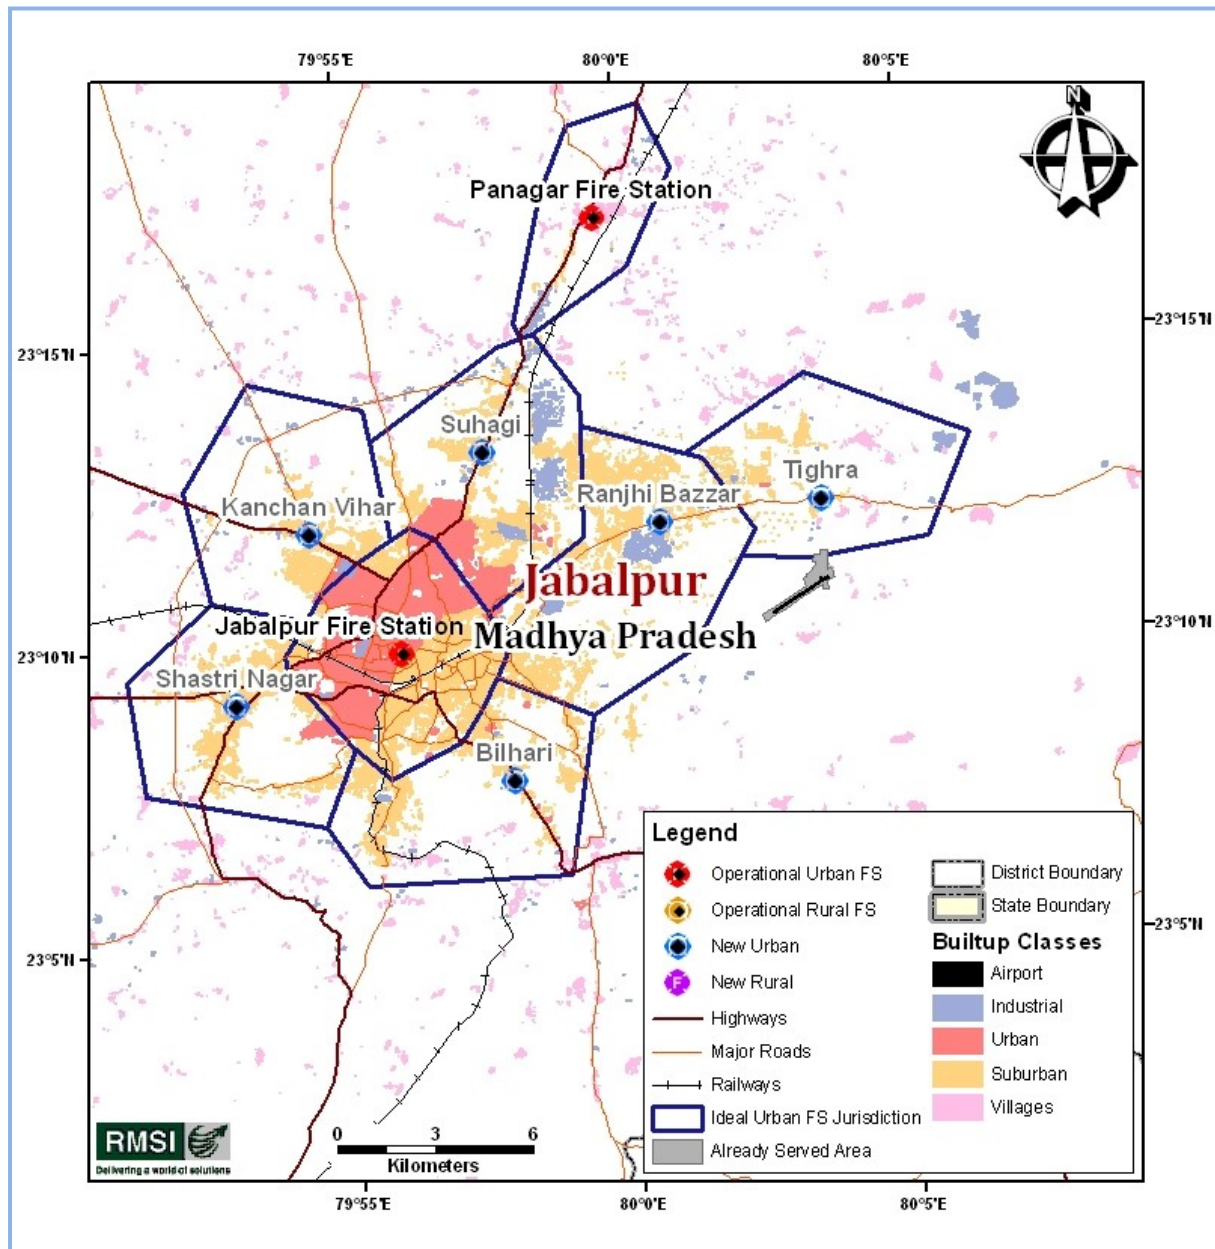 79°55'E 80°0'E 80°5'E
N
Panagar Fire Station
23°15'N
23°15'N
Suhagi
Tighra
Ranjhi Bazzar
Kanchan Vihar
Jabalpur
Madhya Pradesh
Jabalpur Fire Station
23°10'N
23°10'N
Shastri Nagar
Bilhari
23°5'N
23°5'N
Legend
Operational Urban FS
Operational Rural FS
New Urban
F New Rural
Highways
Major Roads
Railways
Ideal Urban FS Jurisdiction
Already Served Area
District Boundary
State Boundary
Builtup Classes
Airport
Industrial
Urban
Suburban
Villages
RMSI
Delivering a world of solutions
0 3 6
Kilometers
79°55'E 80°0'E 80°5'E